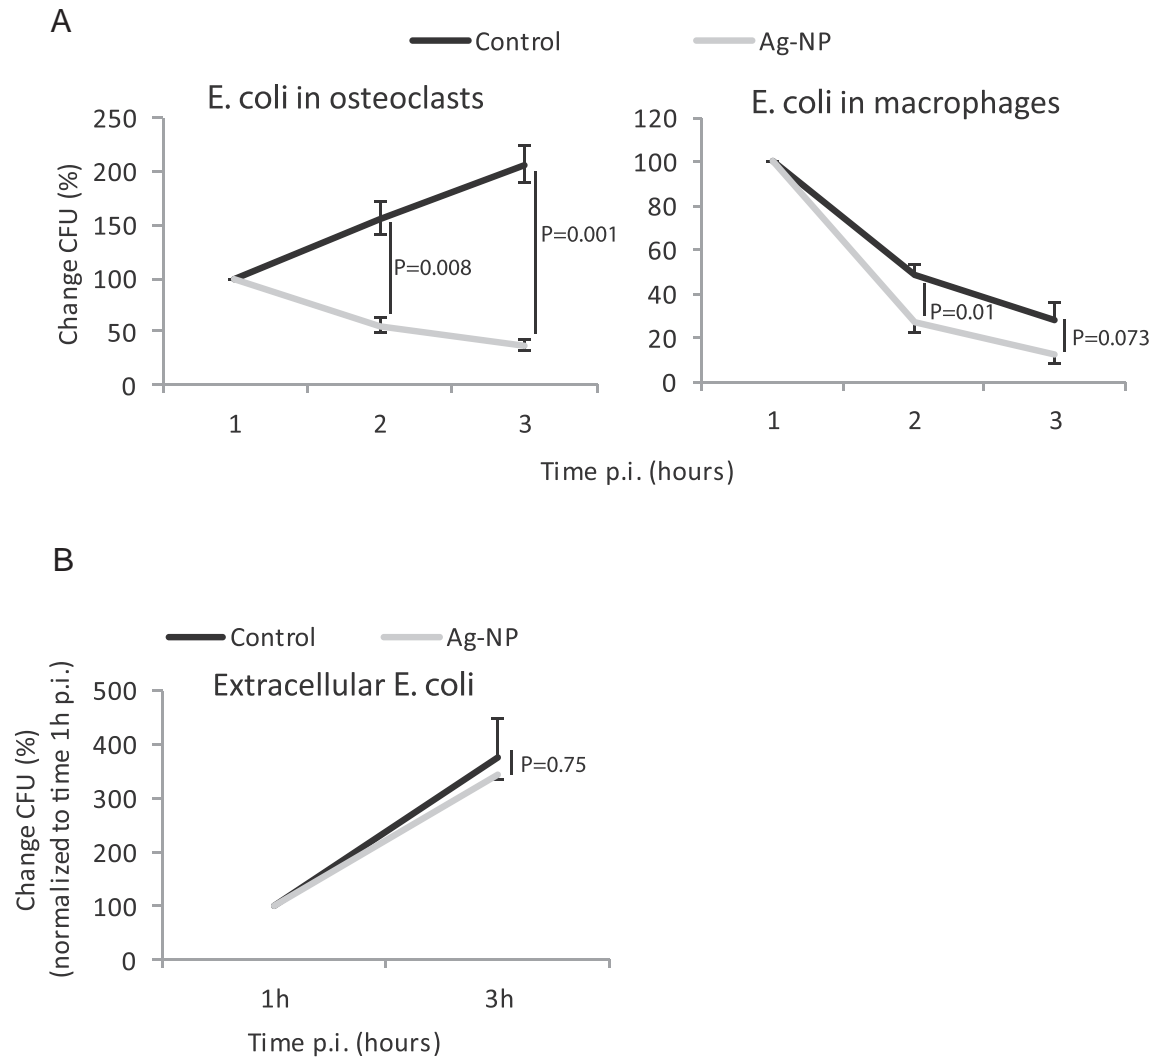 A
Control
Ag-NP
E. coli in osteoclasts
Change CFU (%)
250
200
150
100
50
0
P=0.008
P=0.001
1
2
3
E. coli in macrophages
120
100
80
60
40
20
0
P=0.01
P=0.073
1
2
3
Time p.i. (hours)
B
Control
Ag-NP
Extracellular E. coli
Change CFU (%)
(normalized to time 1h p.i.)
500
400
300
200
100
0
P=0.75
1h
3h
Time p.i. (hours)